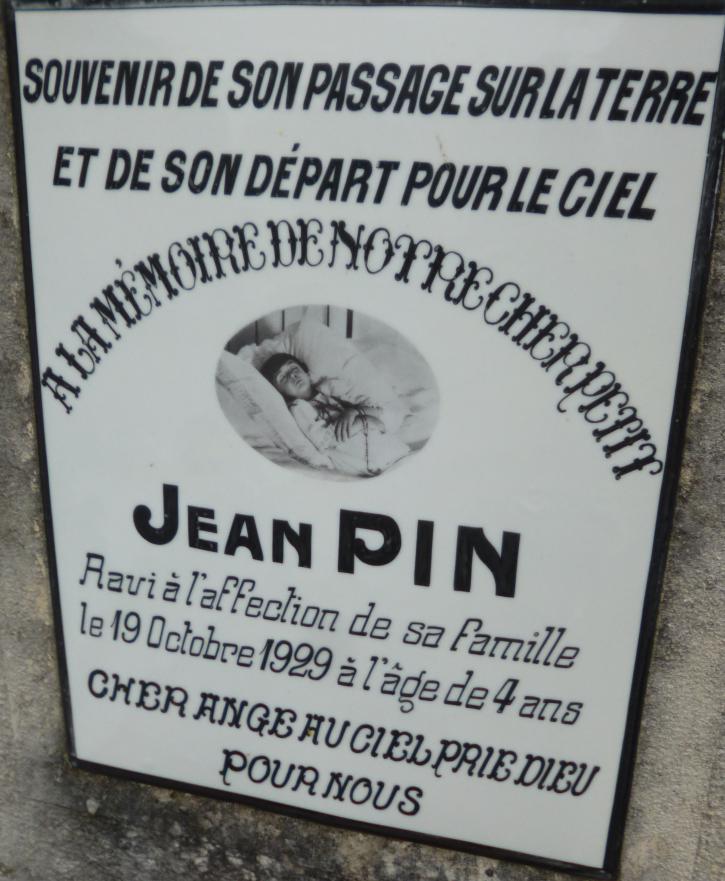 SOUVENIR DE SON PASSAGE SUR LA TERRE
ET DE SON DÉPART POUR LE CIEL
A LA MÉMOIRE DE NOTRE CHER PETIT
JEAN PIN
Ravi à l'affection de sa famille
le 19 Octobre 1929 à l'âge de 4 ans
CHER ANGE AU CIEL PRIE DIEU
POUR NOUS